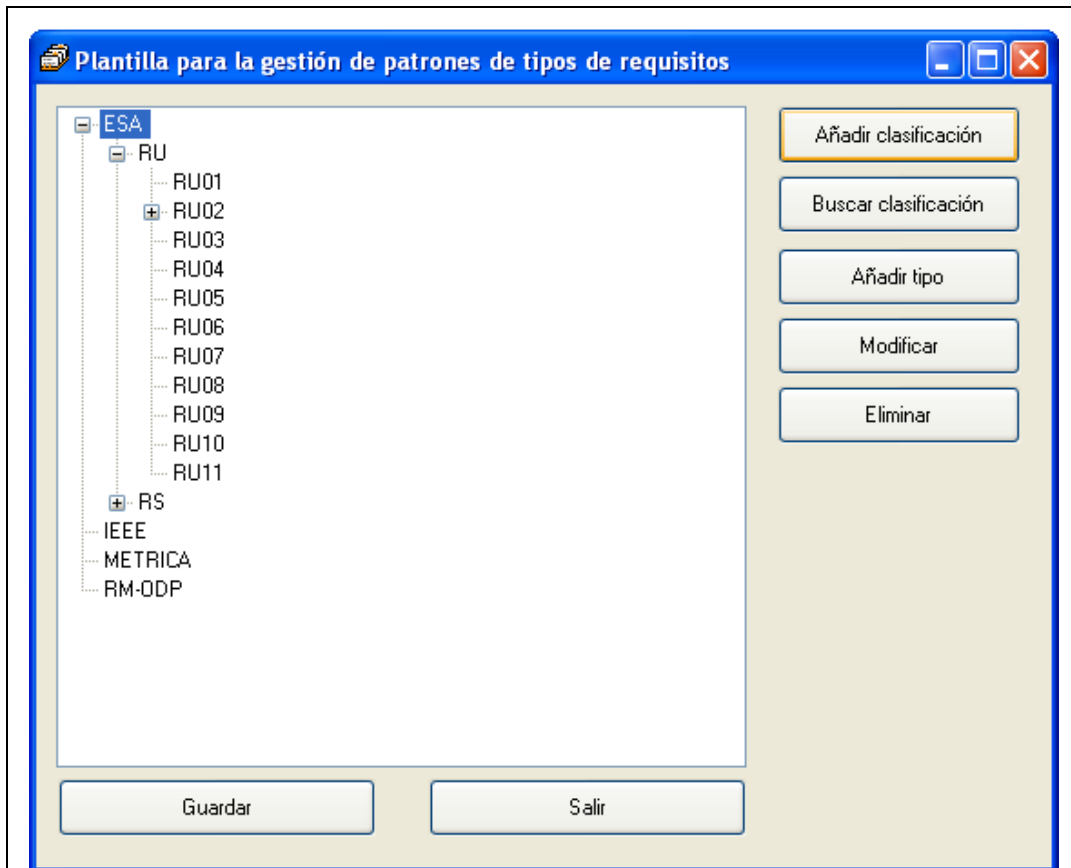 Plantilla para la gestión de patrones de tipos de requisitos
ESA
RU
RU01
RU02
RU03
RU04
RU05
RU06
RU07
RU08
RU09
RU10
RU11
RS
IEEE
METRICA
RM-ODP
Añadir clasificación
Buscar clasificación
Añadir tipo
Modificar
Eliminar
Guardar
Salir